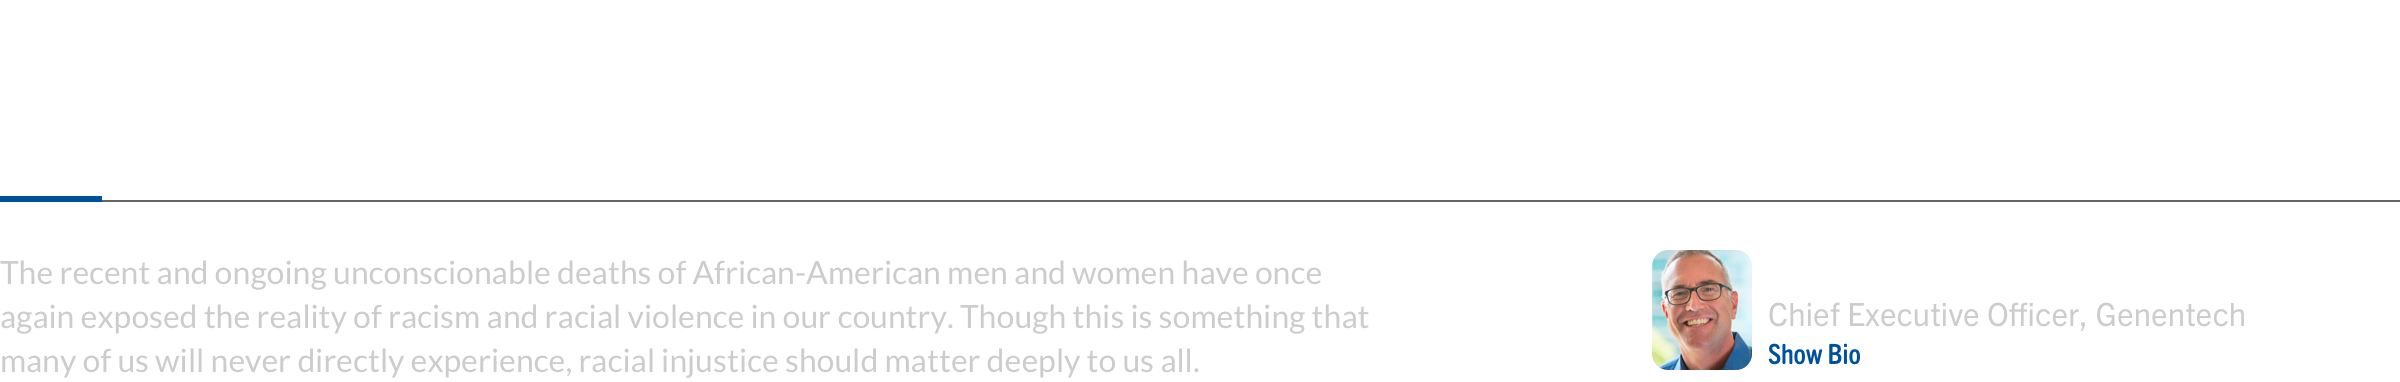 The recent and ongoing unconscionable deaths of African-American men and women have once
again exposed the reality of racism and racial violence in our country. Though this is something that
many of us will never directly experience, racial injustice should matter deeply to us all.
Chief Executive Officer, Genentech
Show Bio